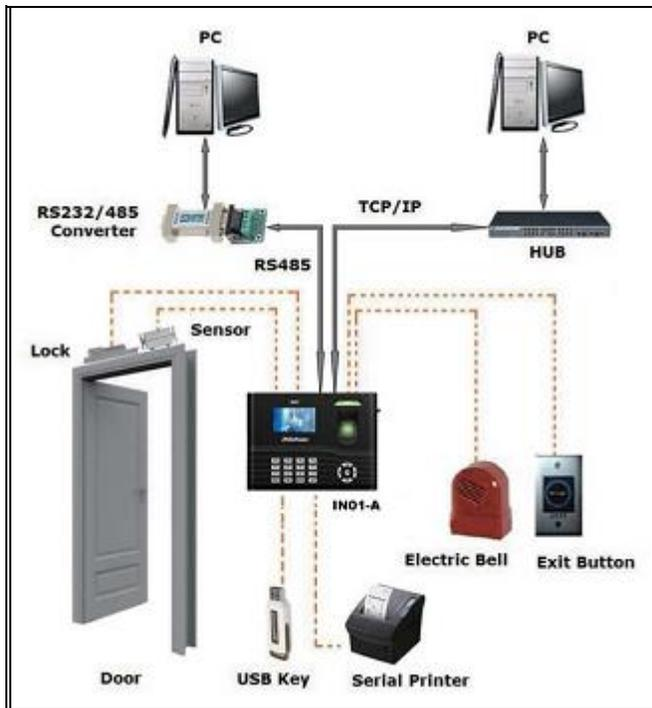 PC
PC
RS232/485
Converter
TCP/IP
HUB
RS485
Sensor
Lock
IN01-A
Electric Bell
Exit Button
Door
USB Key
Serial Printer